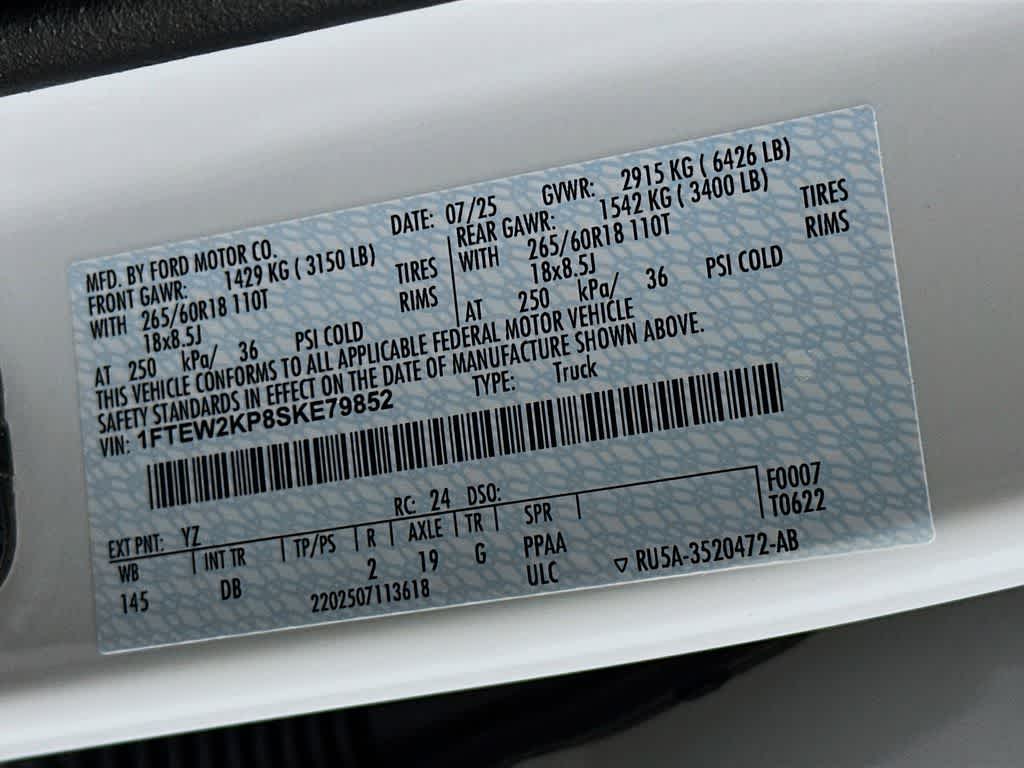 DATE: 07/25 GVWR: 2915 KG ( 6426 LB)
MFD. BY FORD MOTOR CO.
FRONT GAWR: 1429 KG ( 3150 LB) REAR GAWR: 1542 KG ( 3400 LB)
WITH 265/60R18 110T TIRES WITH 265/60R18 110T TIRES
18x8.5J RIMS 18x8.5J RIMS
AT 250 kPa/ 36 PSI COLD AT 250 kPa/ 36 PSI COLD
THIS VEHICLE CONFORMS TO ALL APPLICABLE FEDERAL MOTOR VEHICLE
SAFETY STANDARDS IN EFFECT ON THE DATE OF MANUFACTURE SHOWN ABOVE.
VIN: 1FTEW2KP8SKE79852 TYPE: Truck
EXT PNT: YZ RC: 24 DSO: F0007
WB INT TR TP/PS R AXLE TR SPR T0622
145 DB 2 19 G PPAA
2202507113618 ULC ▽ RU5A-3520472-AB